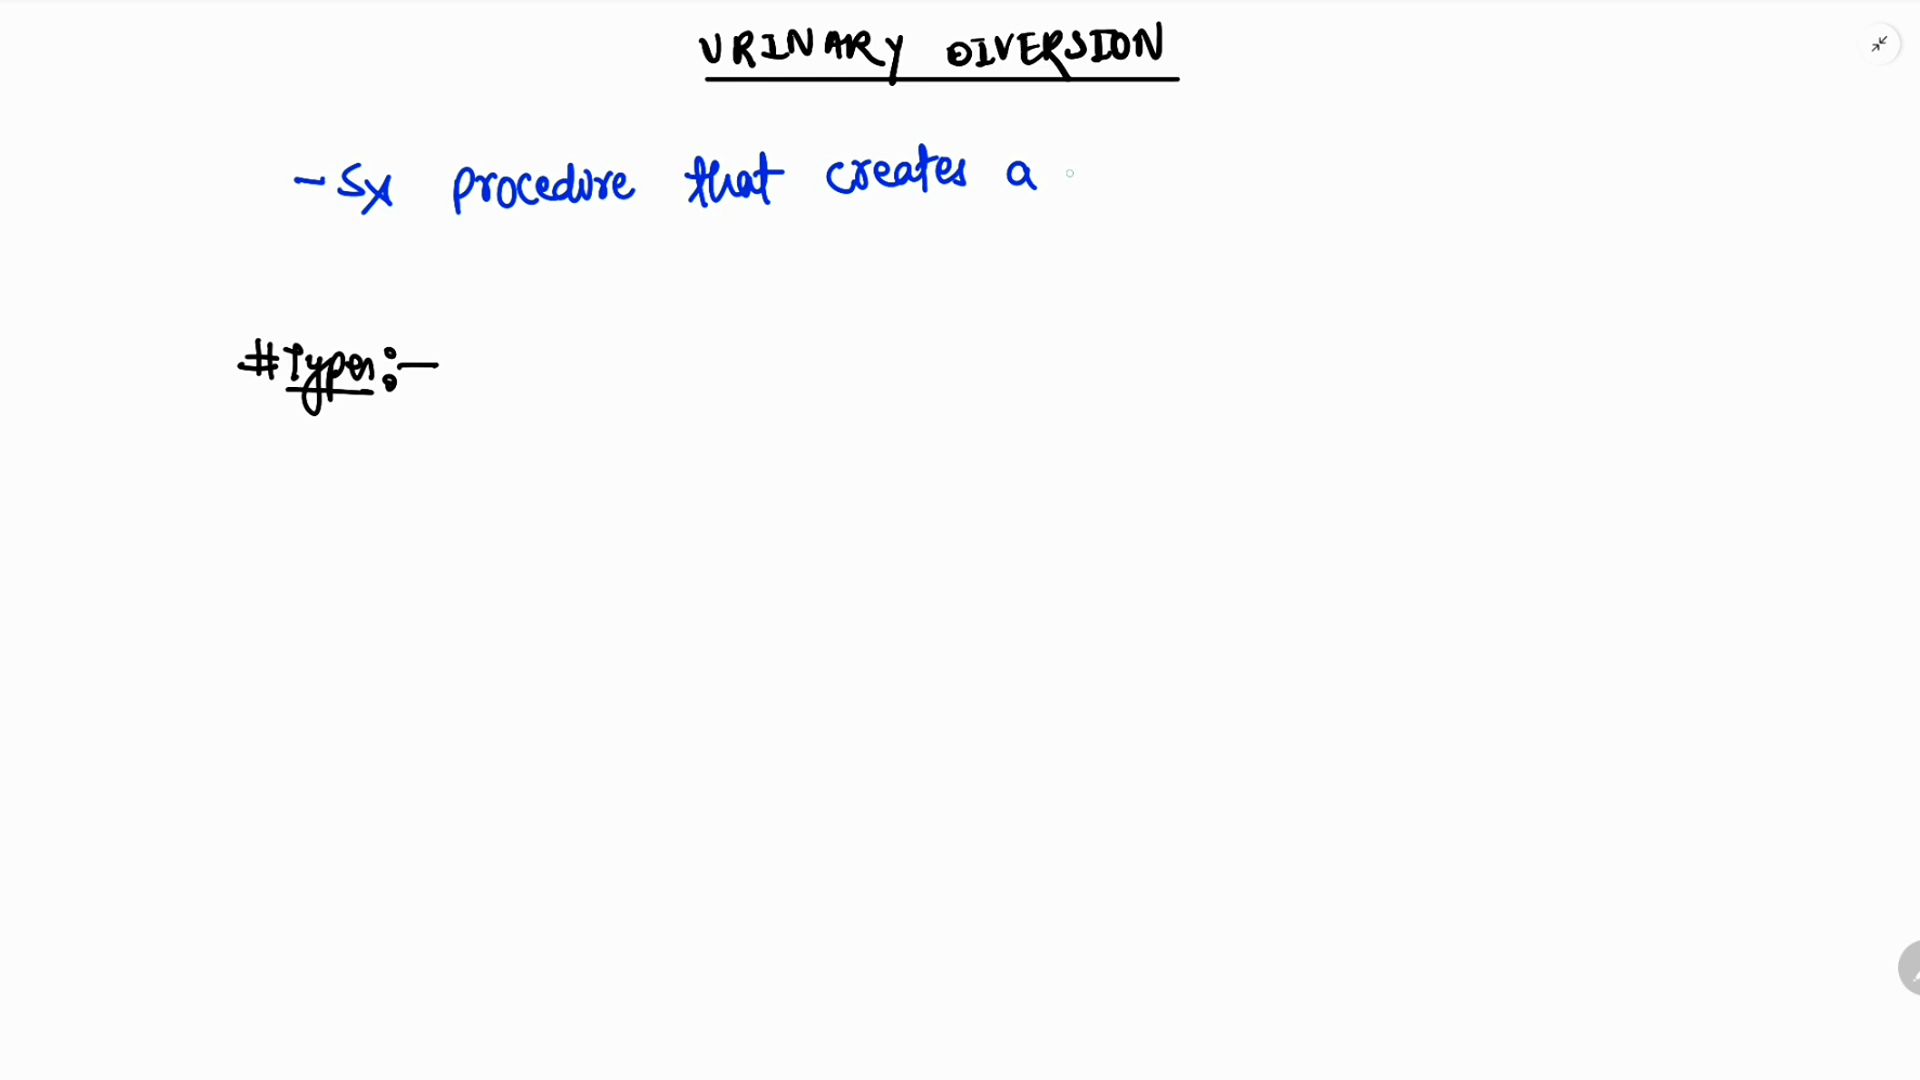 URINARY DIVERSION
- Sx procedure that creates a
# Types :-